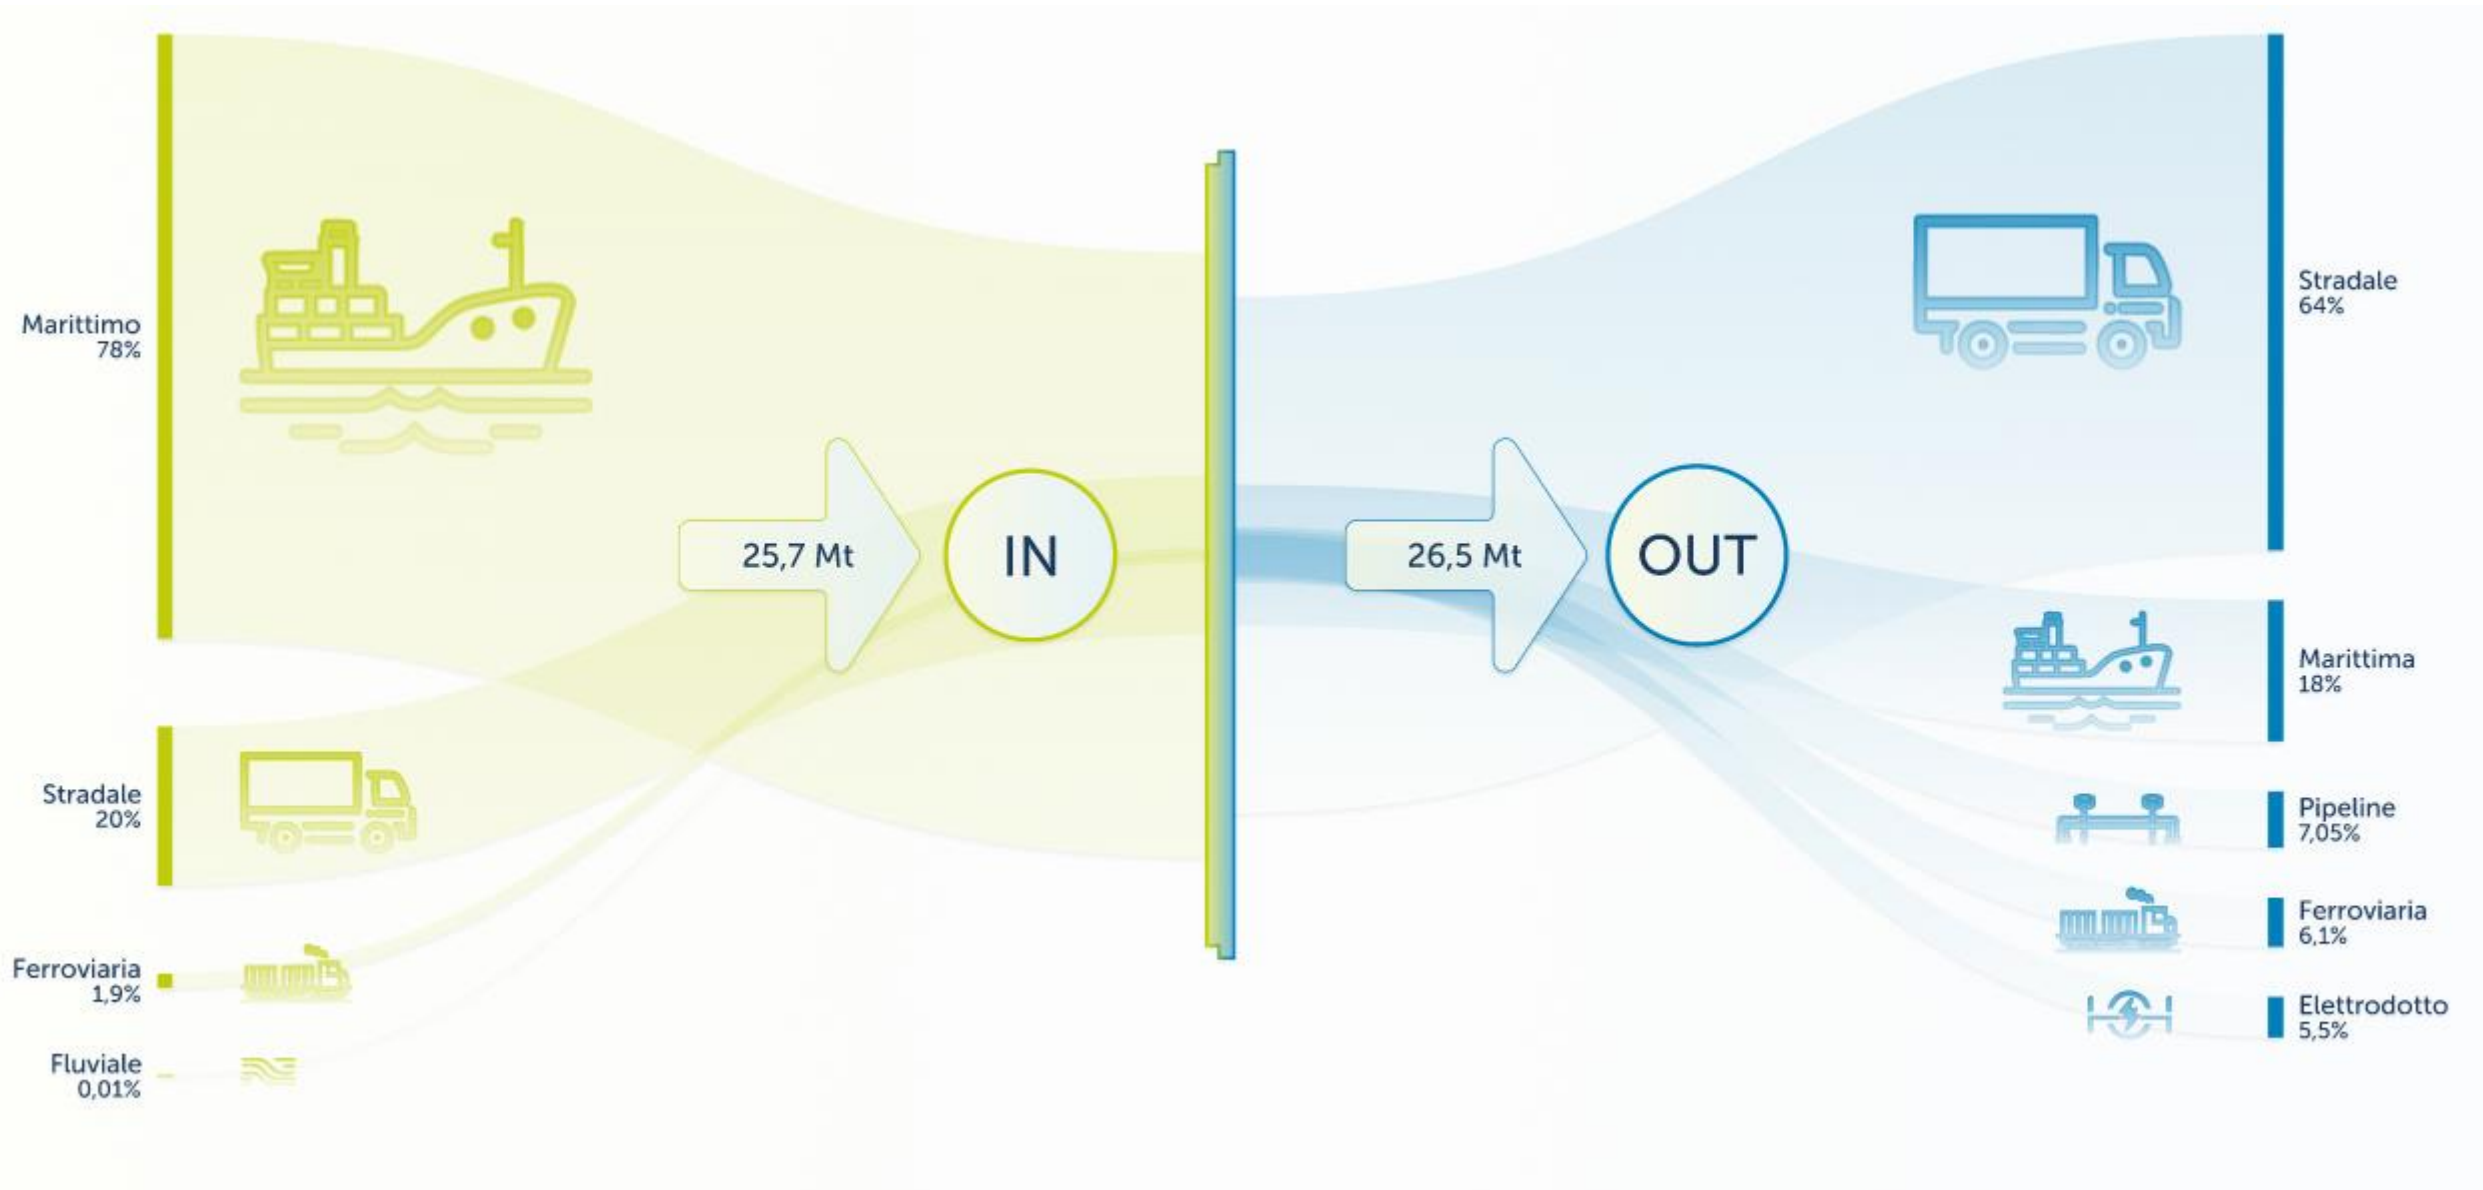 Marittimo
78%
Stradale
20%
Ferroviaria
1,9%
Fluviale
0,01%
25,7 Mt
IN
26,5 Mt
OUT
Stradale
64%
Marittima
18%
Pipeline
7,05%
Ferroviaria
6,1%
Elettrodotto
5,5%